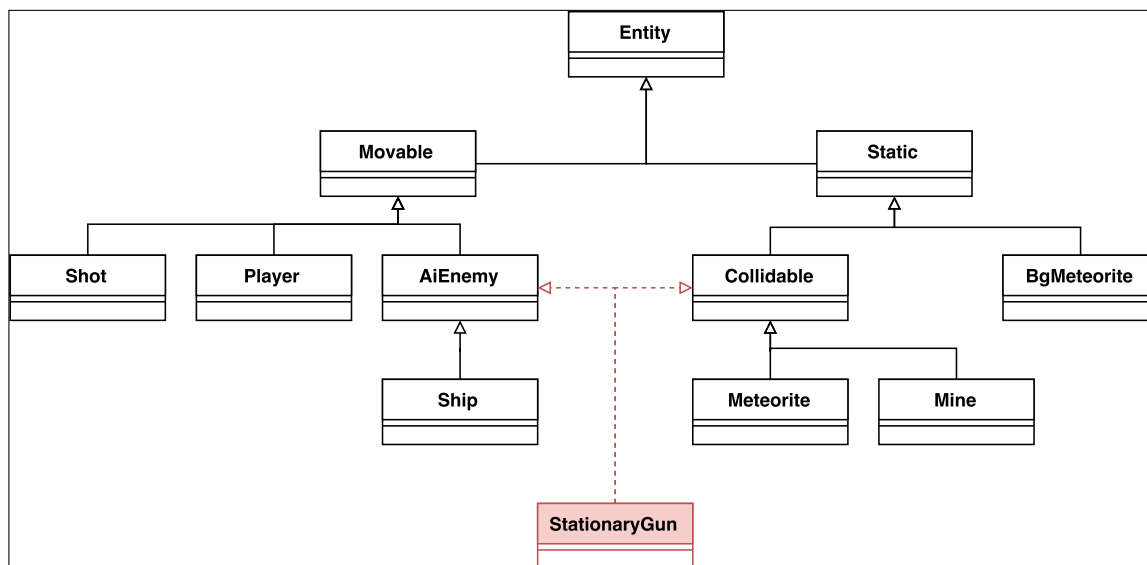 Entity
Movable
Static
Shot
Player
AiEnemy
Collidable
BgMeteorite
Ship
Meteorite
Mine
StationaryGun